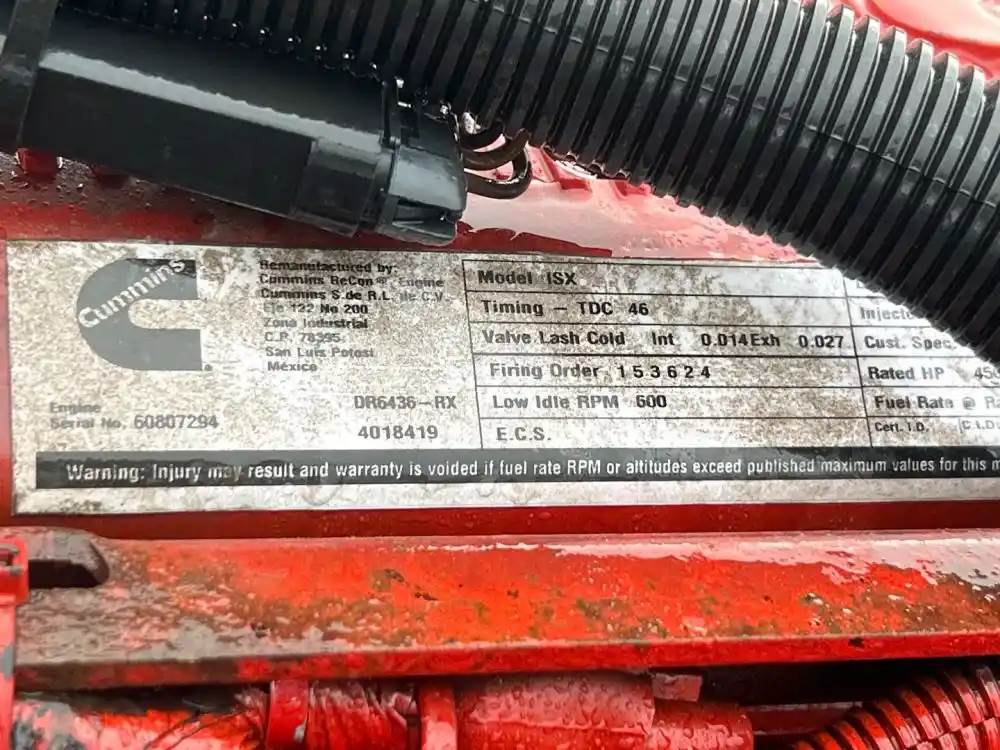 Cummins
Remanufactured by:
Cummins ReCon® Engine
Cummins S.de R.L. de C.V.
Eje 122 No 200
Zona Industrial
C.P. 78395
San Luis Potosi
México
Engine
Serial No. 60807294
DR6436-RX
4018419
Model ISX
Timing - TDC 46
Valve Lash Cold Int 0.014 Exh 0.027
Firing Order 1 5 3 6 2 4
Low Idle RPM 600
E.C.S.
Cust. Spec.
Rated HP
Fuel Rate @
Cert. I.D.
Warning: Injury may result and warranty is voided if fuel rate RPM or altitudes exceed published maximum values for this